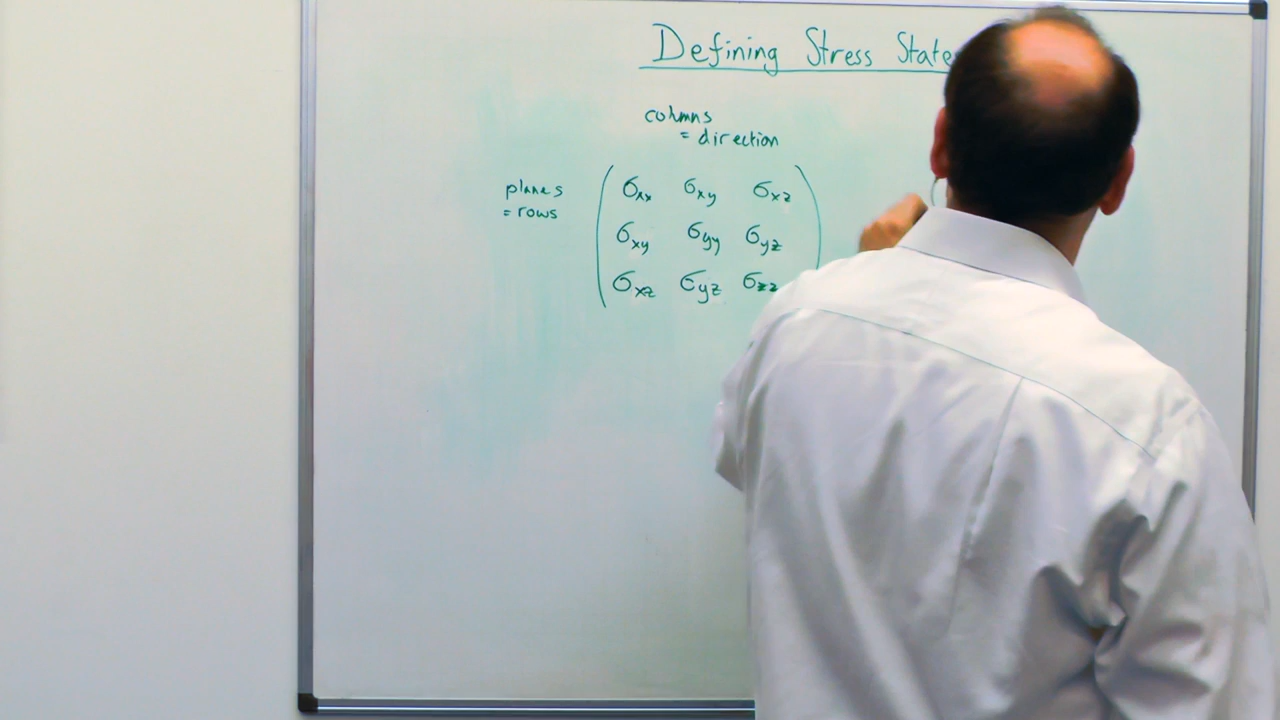 Defining Stress State
columns
= direction
planes
= rows
σxx σxy σxz
σxy σyy σyz
σxz σyz σzz